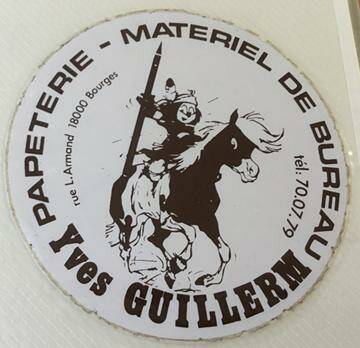 PAPETERIE - MATERIEL DE BUREAU
rue L. Armand 18000 Bourges
tél: 70.07.79
Yves GUILLERM